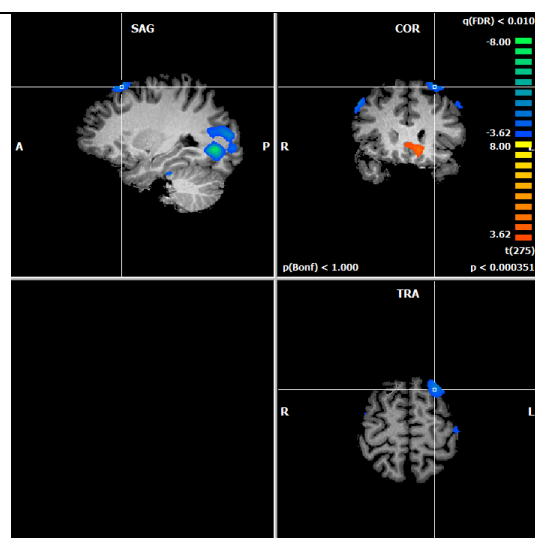 SAG
COR
q(FDR) < 0.010
-8.00
A
P
R
-3.62
L
8.00
3.62
t(275)
p(Bonf) < 1.000
p < 0.000351
TRA
R
L